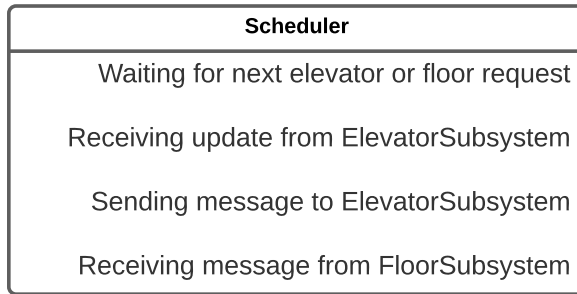 Scheduler
Waiting for next elevator or floor request
Receiving update from ElevatorSubsystem
Sending message to ElevatorSubsystem
Receiving message from FloorSubsystem